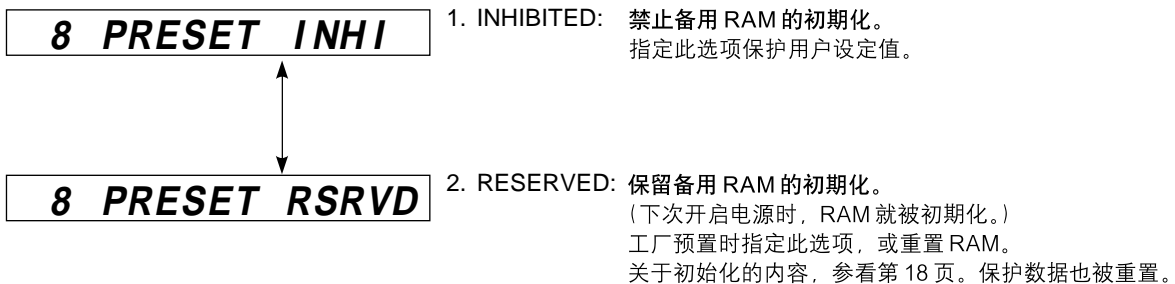 8 PRESET INHI
1. INHIBITED: 禁止备用 RAM 的初期化。
指定此选项保护用户设定值。
8 PRESET RSRVD
2. RESERVED: 保留备用 RAM 的初期化。
(下次开启电源时，RAM 就被初期化。)
工厂预置时指定此选项，或重置 RAM。
关于初始化的内容，参看第 18 页。保护数据也被重置。